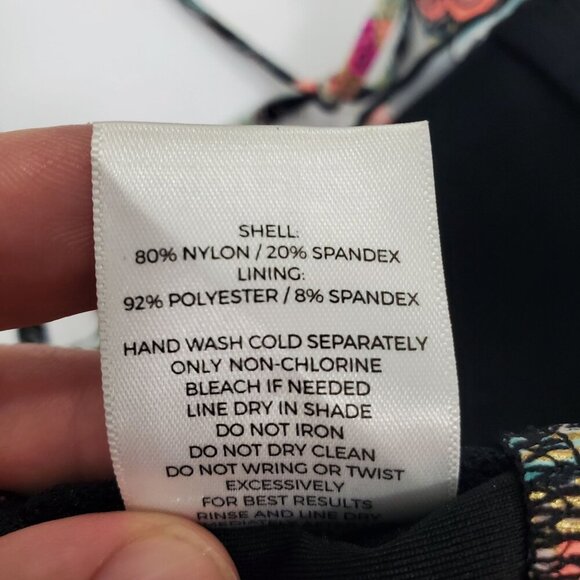 SHELL:
80% NYLON / 20% SPANDEX
LINING:
92% POLYESTER / 8% SPANDEX
HAND WASH COLD SEPARATELY
ONLY NON-CHLORINE
BLEACH IF NEEDED
LINE DRY IN SHADE
DO NOT IRON
DO NOT DRY CLEAN
DO NOT WRING OR TWIST
EXCESSIVELY
FOR BEST RESULTS
RINSE AND LINE DRY